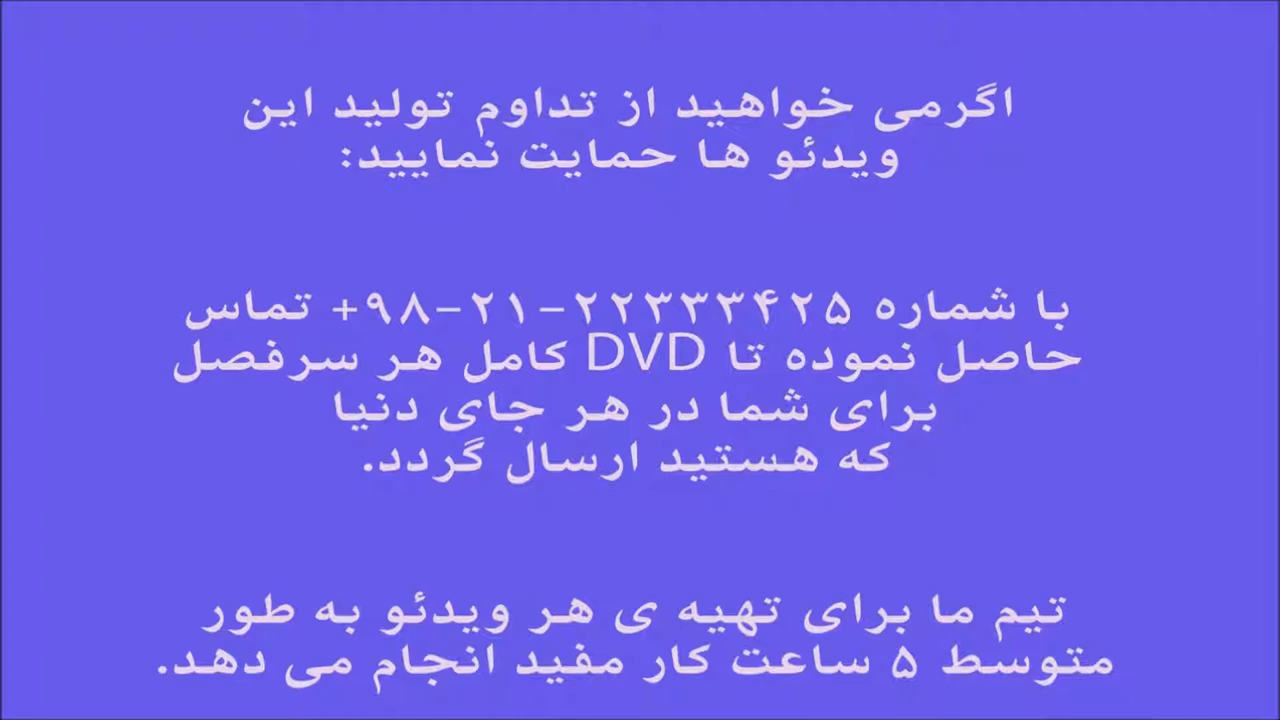 اگرمی خواهید از تداوم تولید این
ویدئو ها حمایت نمایید:
با شماره ۲۲۳۳۳۴۲۵-۲۱-۹۸+ تماس
حاصل نموده تا DVD کامل هر سرفصل
برای شما در هر جای دنیا
که هستید ارسال گردد.
تیم ما برای تهیه ی هر ویدئو به طور
متوسط ۵ ساعت کار مفید انجام می دهد.